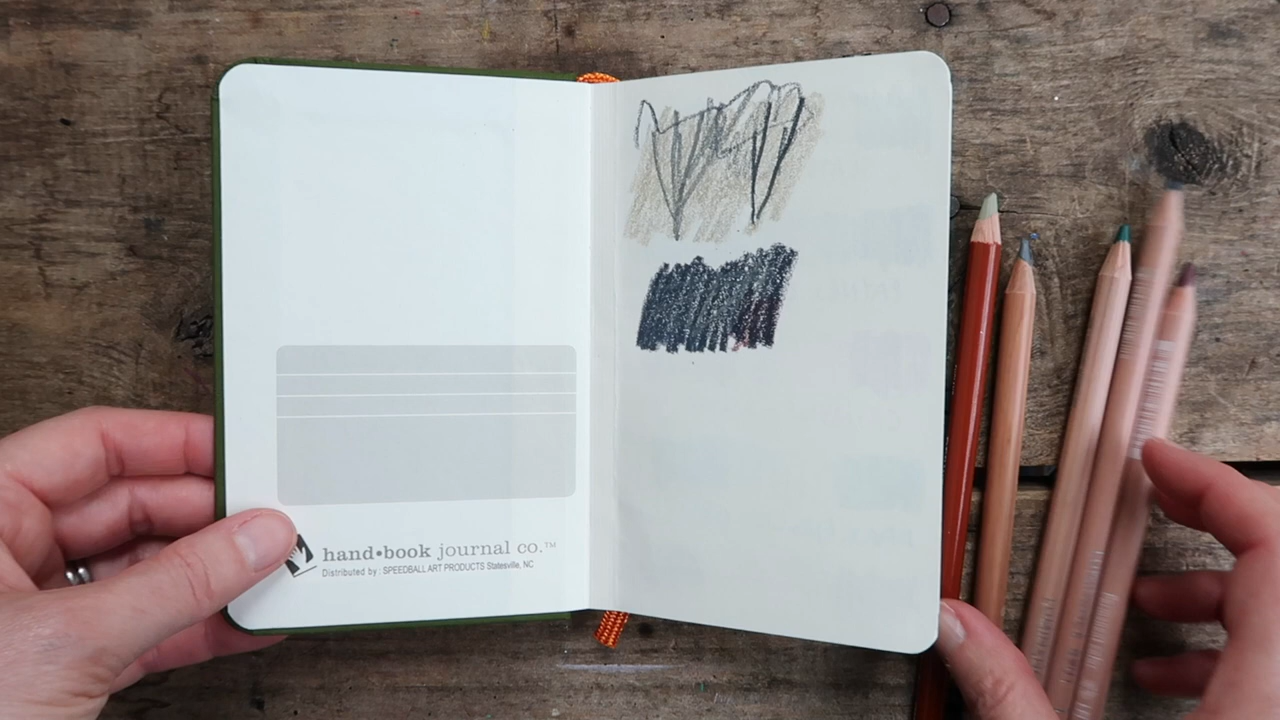 hand•book journal co.™
Distributed by : SPEEDBALL ART PRODUCTS Statesville, NC